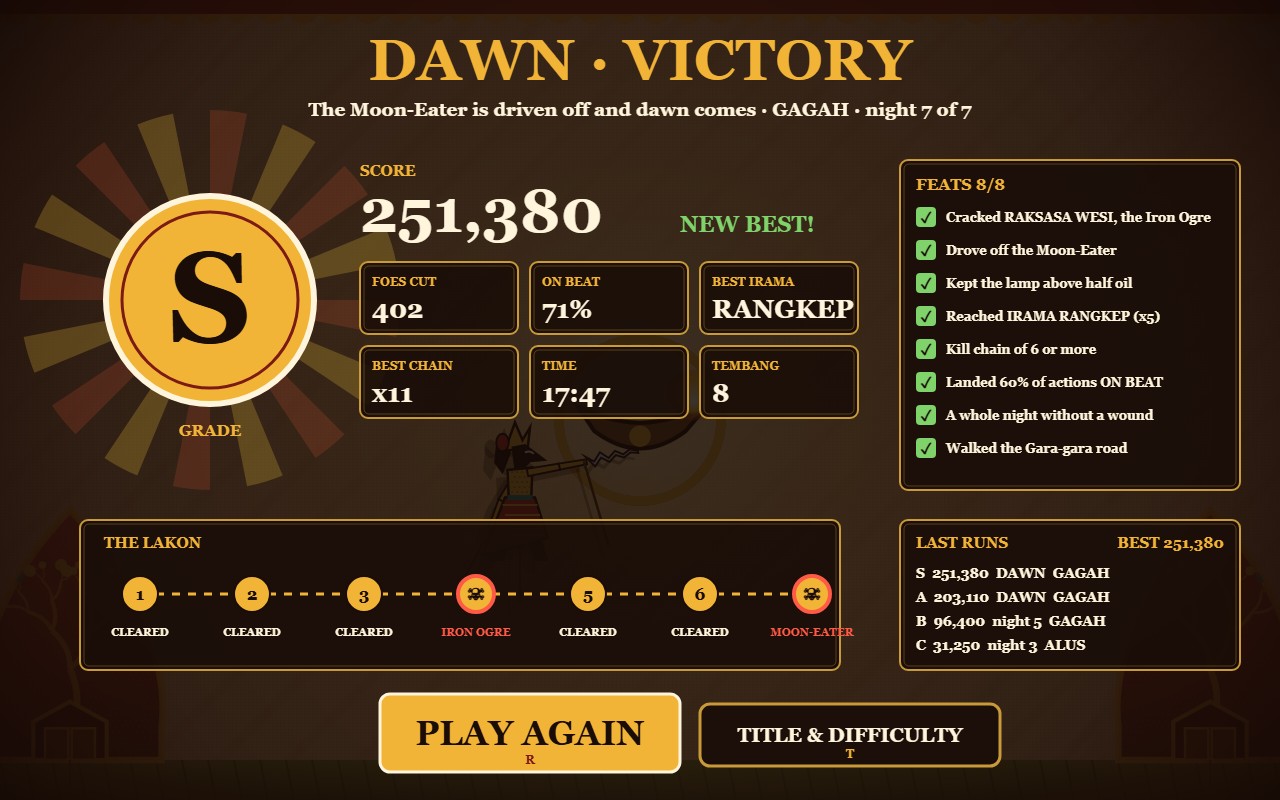 DAWN · VICTORY
The Moon-Eater is driven off and dawn comes · GAGAH · night 7 of 7
S
GRADE
SCORE
251,380
NEW BEST!
FOES CUT
402
ON BEAT
71%
BEST IRAMA
RANGKEP
BEST CHAIN
x11
TIME
17:47
TEMBANG
8
FEATS 8/8
Cracked RAKSASA WESI, the Iron Ogre
Drove off the Moon-Eater
Kept the lamp above half oil
Reached IRAMA RANGKEP (x5)
Kill chain of 6 or more
Landed 60% of actions ON BEAT
A whole night without a wound
Walked the Gara-gara road
THE LAKON
1 2 3 5 6
CLEARED CLEARED CLEARED IRON OGRE CLEARED CLEARED MOON-EATER
LAST RUNS BEST 251,380
S 251,380 DAWN GAGAH
A 203,110 DAWN GAGAH
B 96,400 night 5 GAGAH
C 31,250 night 3 ALUS
PLAY AGAIN
R
TITLE & DIFFICULTY
T